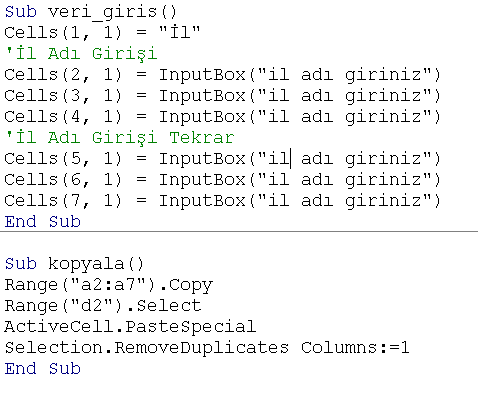 Sub veri_giris()
Cells(1, 1) = "İl"
'İl Adı Girişi
Cells(2, 1) = InputBox("il adı giriniz")
Cells(3, 1) = InputBox("il adı giriniz")
Cells(4, 1) = InputBox("il adı giriniz")
'İl Adı Girişi Tekrar
Cells(5, 1) = InputBox("il adı giriniz")
Cells(6, 1) = InputBox("il adı giriniz")
Cells(7, 1) = InputBox("il adı giriniz")
End Sub
Sub kopyala()
Range("a2:a7").Copy
Range("d2").Select
ActiveCell.PasteSpecial
Selection.RemoveDuplicates Columns:=1
End Sub